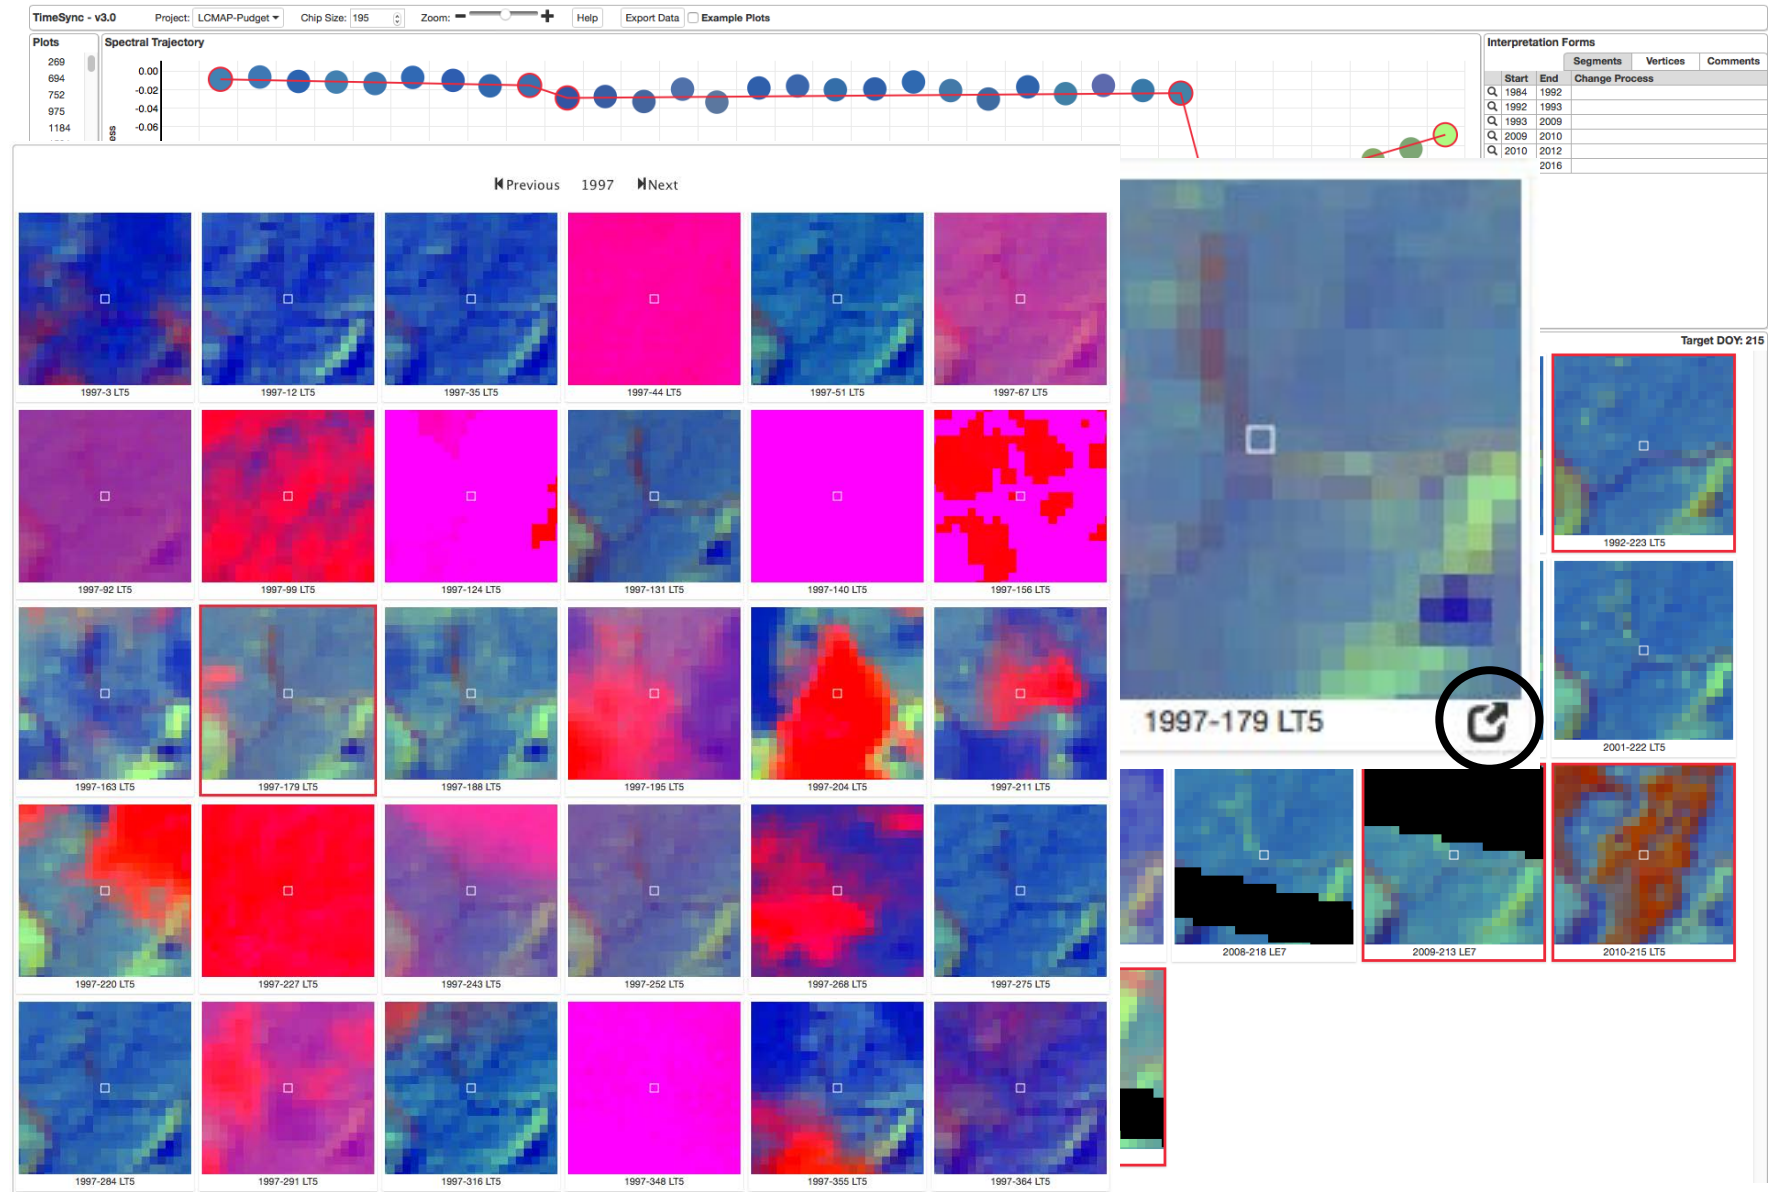 TimeSync - v3.0 Project: LCMAP-Pudget Chip Size: 195 Zoom: Help Export Data Example Plots
Plots
269
694
752
975
1184
Spectral Trajectory
0.00
-0.02
-0.04
-0.06
Interpretation Forms
Segments Vertices Comments
Start End Change Process
1984 1992
1992 1993
1993 2009
2009 2010
2010 2012
2016
Previous 1997 Next
1997-3 LT5 1997-12 LT5 1997-35 LT5 1997-44 LT5 1997-51 LT5 1997-67 LT5
1997-92 LT5 1997-99 LT5 1997-124 LT5 1997-131 LT5 1997-140 LT5 1997-156 LT5
1997-163 LT5 1997-179 LT5 1997-188 LT5 1997-195 LT5 1997-204 LT5 1997-211 LT5
1997-220 LT5 1997-227 LT5 1997-243 LT5 1997-252 LT5 1997-268 LT5 1997-275 LT5
1997-284 LT5 1997-291 LT5 1997-316 LT5 1997-348 LT5 1997-355 LT5 1997-364 LT5
1997-179 LT5
Target DOY: 215
1992-223 LT5
2001-222 LT5
2008-218 LE7 2009-213 LE7 2010-215 LT5